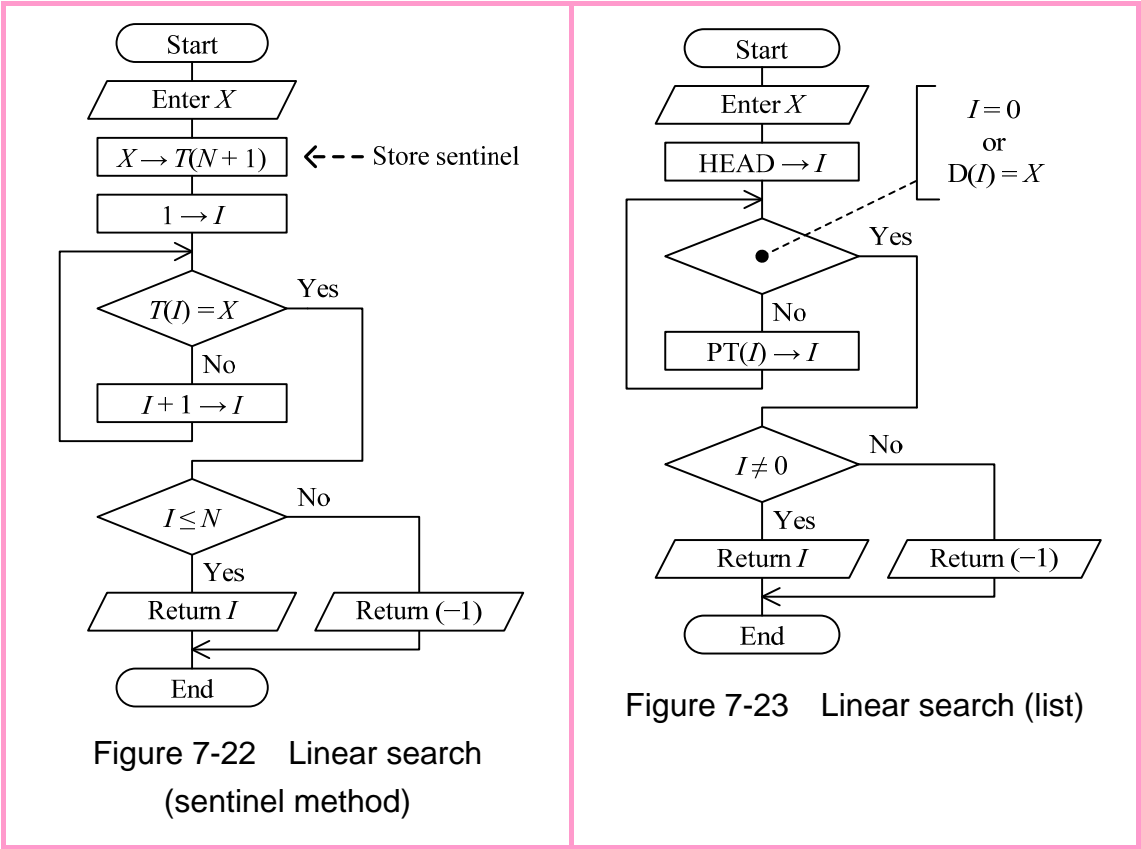 Start
Enter X
X → T(N + 1)
Store sentinel
1 → I
T(I) = X
Yes
No
I + 1 → I
I ≤ N
No
Yes
Return I
Return (−1)
End
Figure 7-22 Linear search
(sentinel method)
Start
Enter X
HEAD → I
I = 0
or
D(I) = X
Yes
No
PT(I) → I
I ≠ 0
No
Yes
Return I
Return (−1)
End
Figure 7-23 Linear search (list)